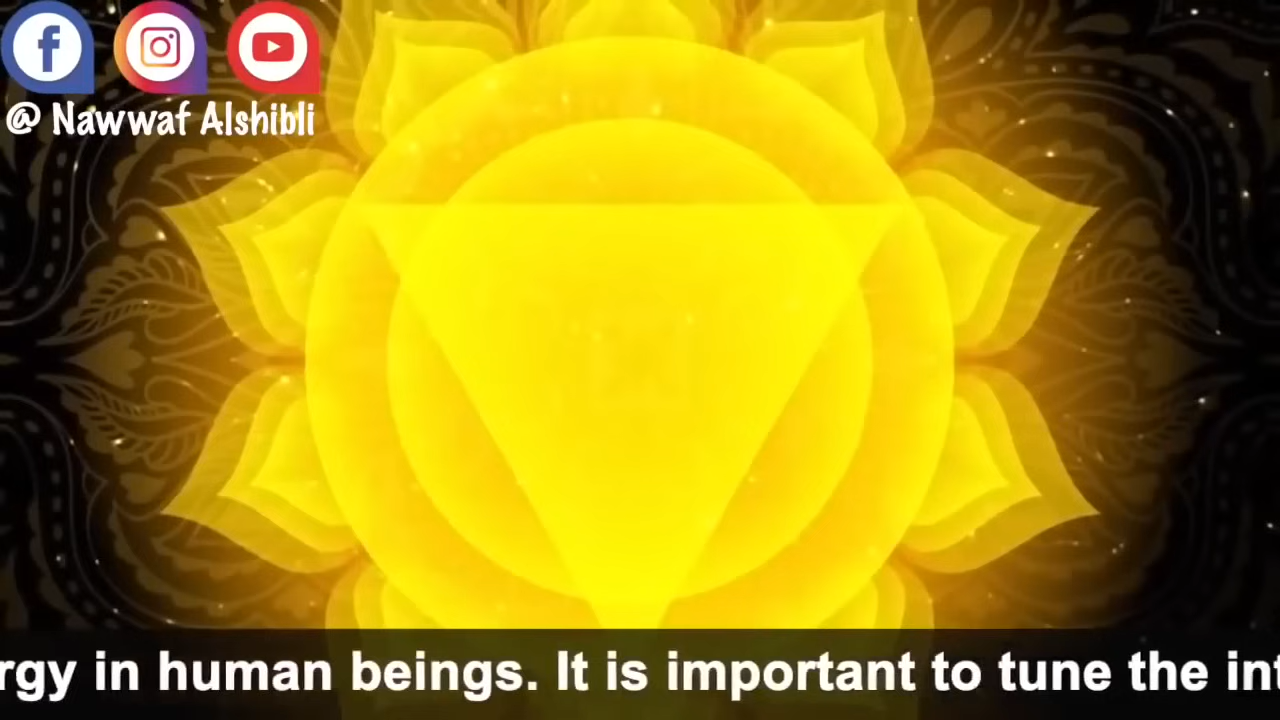 @ Nawwaf Alshibli
rgy in human beings. It is important to tune the int